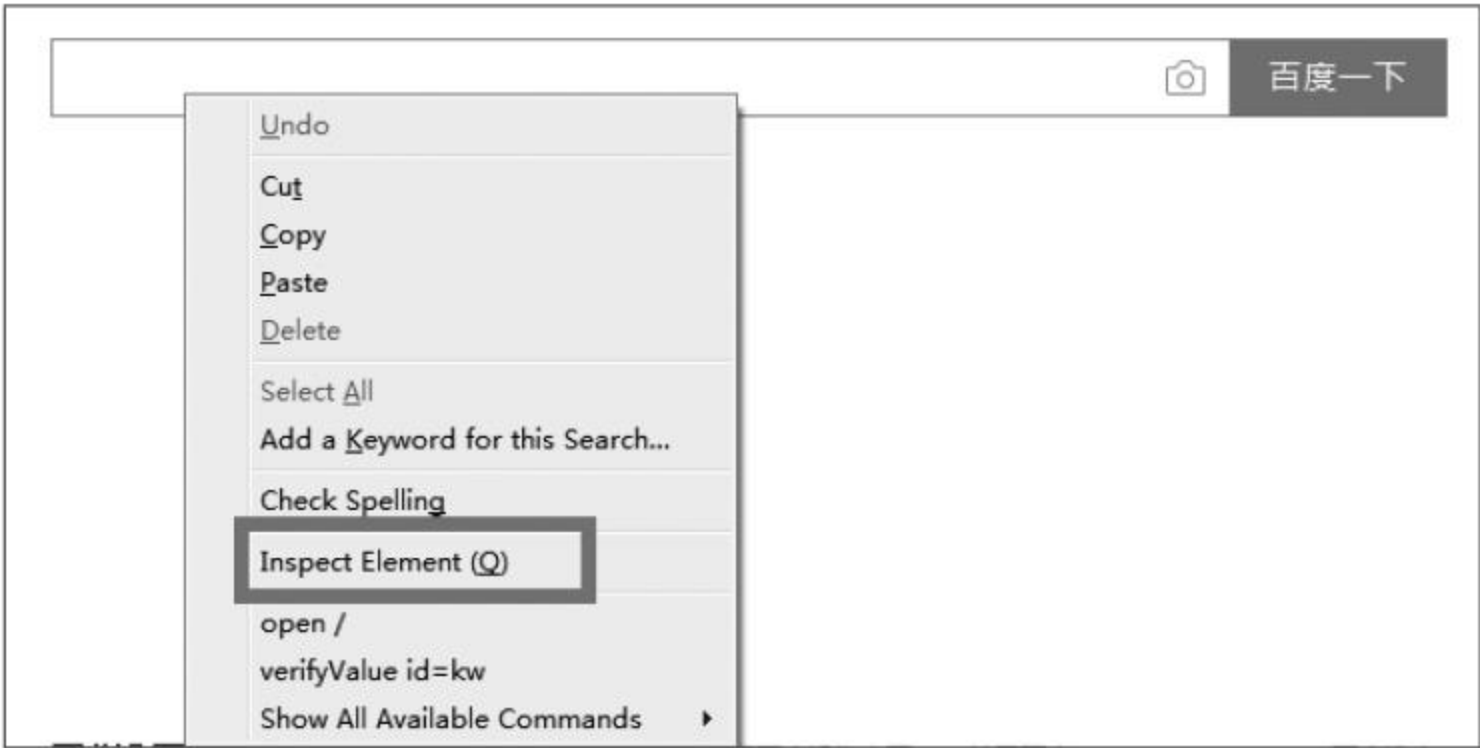 百度一下
Undo
Cut
Copy
Paste
Delete
Select All
Add a Keyword for this Search...
Check Spelling
Inspect Element (Q)
open /
verifyValue id=kw
Show All Available Commands